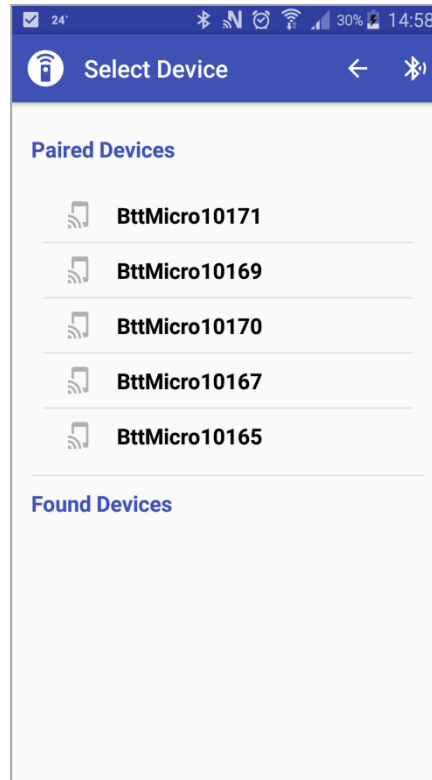 24° 30% 14:58
Select Device
Paired Devices
BttMicro10171
BttMicro10169
BttMicro10170
BttMicro10167
BttMicro10165
Found Devices